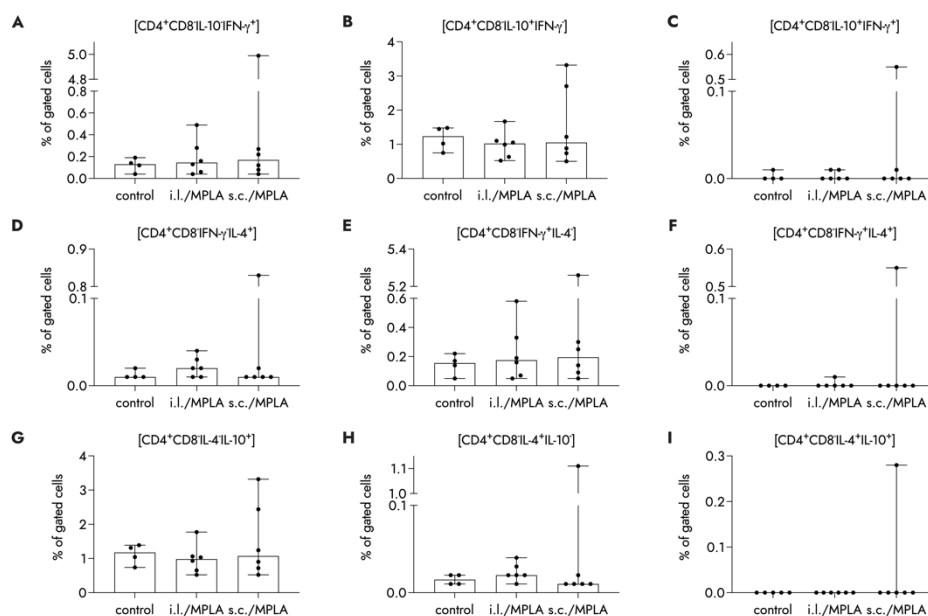 A [CD4⁺CD8⁻IL-10⁻IFN-γ⁺]
% of gated cells
5.0
4.8
0.8
0.6
0.4
0.2
0.0
control i.l./MPLA s.c./MPLA
B [CD4⁺CD8⁻IL-10⁺IFN-γ⁻]
% of gated cells
4
3
2
1
0
control i.l./MPLA s.c./MPLA
C [CD4⁺CD8⁻IL-10⁺IFN-γ⁺]
% of gated cells
0.6
0.5
0.1
0.0
control i.l./MPLA s.c./MPLA
D [CD4⁺CD8⁻IFN-γ⁻IL-4⁺]
% of gated cells
0.9
0.8
0.1
0.0
control i.l./MPLA s.c./MPLA
E [CD4⁺CD8⁻IFN-γ⁺IL-4⁻]
% of gated cells
5.4
5.2
0.6
0.4
0.2
0.0
control i.l./MPLA s.c./MPLA
F [CD4⁺CD8⁻IFN-γ⁺IL-4⁺]
% of gated cells
0.6
0.5
0.1
0.0
control i.l./MPLA s.c./MPLA
G [CD4⁺CD8⁻IL-4⁻IL-10⁺]
% of gated cells
4
3
2
1
0
control i.l./MPLA s.c./MPLA
H [CD4⁺CD8⁻IL-4⁺IL-10⁻]
% of gated cells
1.1
1.0
0.1
0.0
control i.l./MPLA s.c./MPLA
I [CD4⁺CD8⁻IL-4⁺IL-10⁺]
% of gated cells
0.3
0.2
0.1
0.0
control i.l./MPLA s.c./MPLA